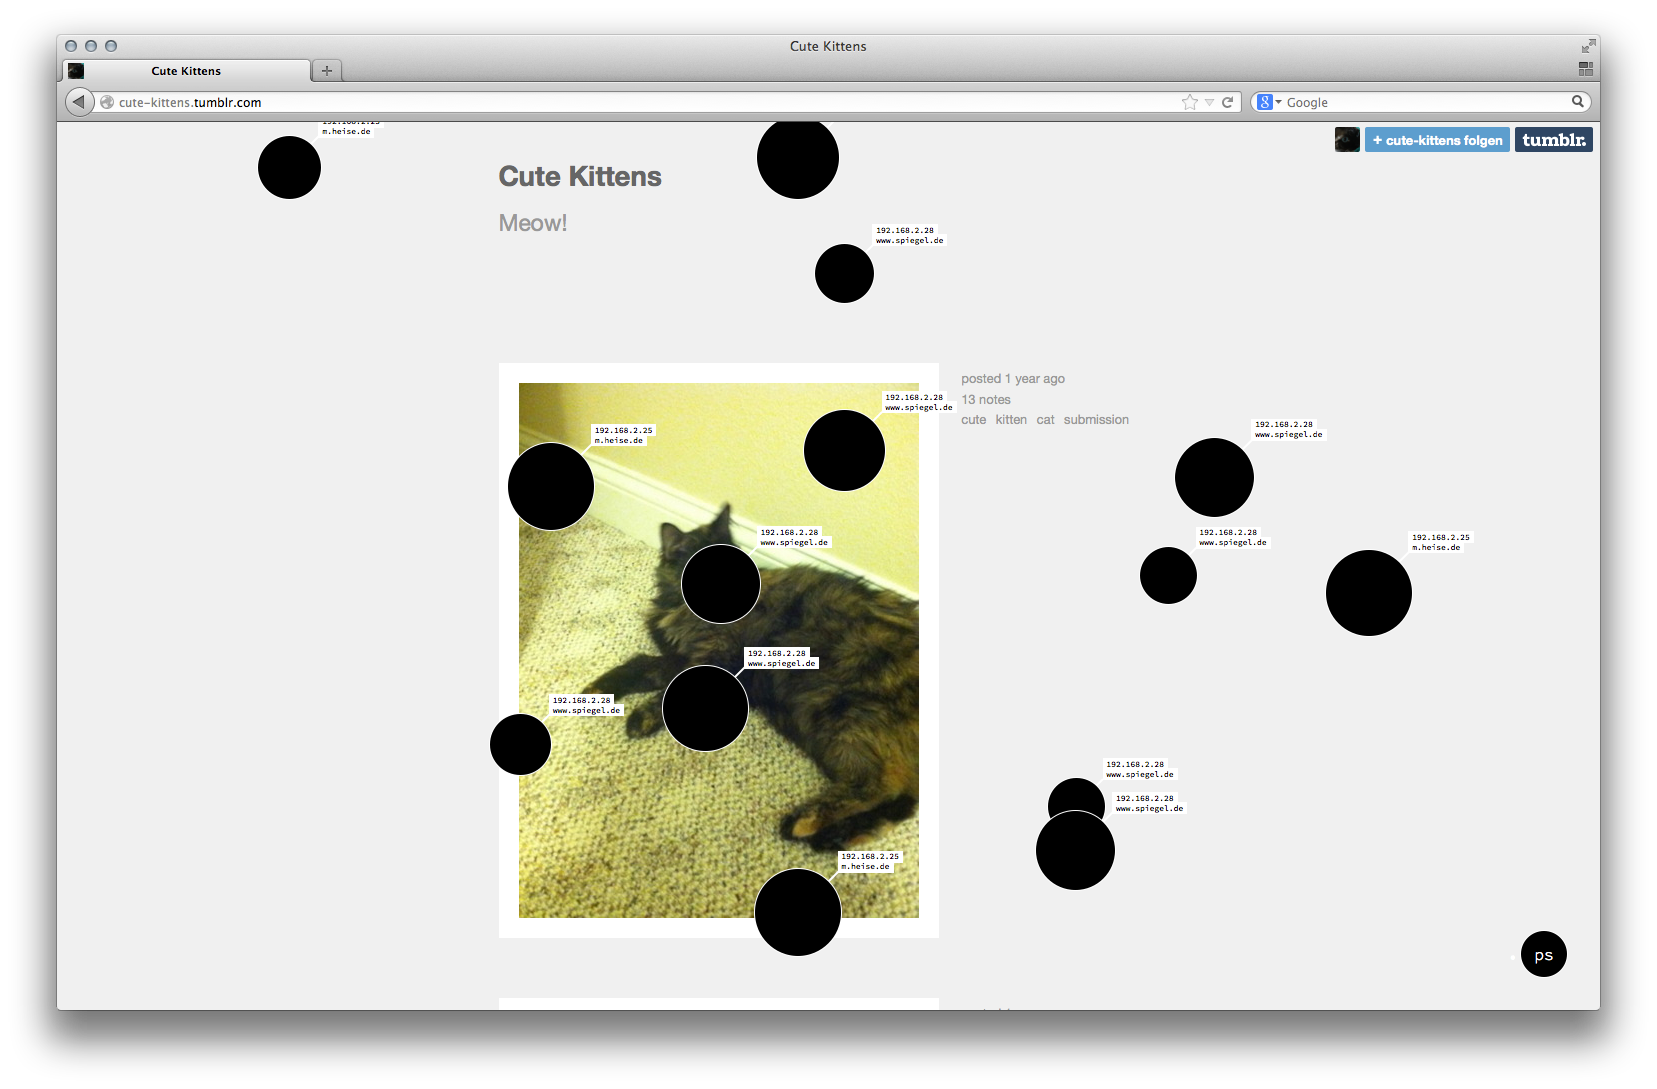 Cute Kittens
Cute Kittens
cute-kittens.tumblr.com
Google
192.168.2.25
m.heise.de
+ cute-kittens folgen
tumblr.
Cute Kittens
Meow!
192.168.2.28
www.spiegel.de
posted 1 year ago
13 notes
cute kitten cat submission
192.168.2.28
www.spiegel.de
192.168.2.25
m.heise.de
192.168.2.28
www.spiegel.de
192.168.2.28
www.spiegel.de
192.168.2.28
www.spiegel.de
192.168.2.25
m.heise.de
192.168.2.28
www.spiegel.de
192.168.2.28
www.spiegel.de
192.168.2.28
www.spiegel.de
192.168.2.28
www.spiegel.de
192.168.2.25
m.heise.de
ps